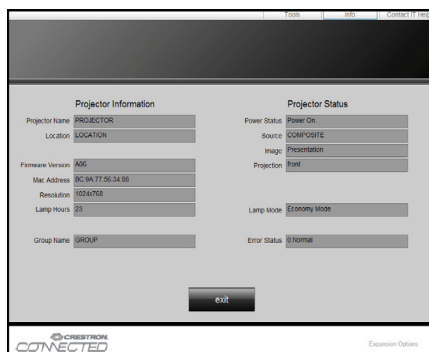 Tools Info Contact IT Help
Projector Information
Projector Name PROJECTOR
Location LOCATION
Firmware Version A06
Mac Address BC:9A:77:56:34:98
Resolution 1024x768
Lamp Hours 23
Group Name GROUP
Projector Status
Power Status Power On.
Source COMPOSITE
Image Presentation
Projection front
Lamp Mode Economy Mode
Error Status 0:Normal
exit
CRESTRON
CONNECTED
Expansion Options